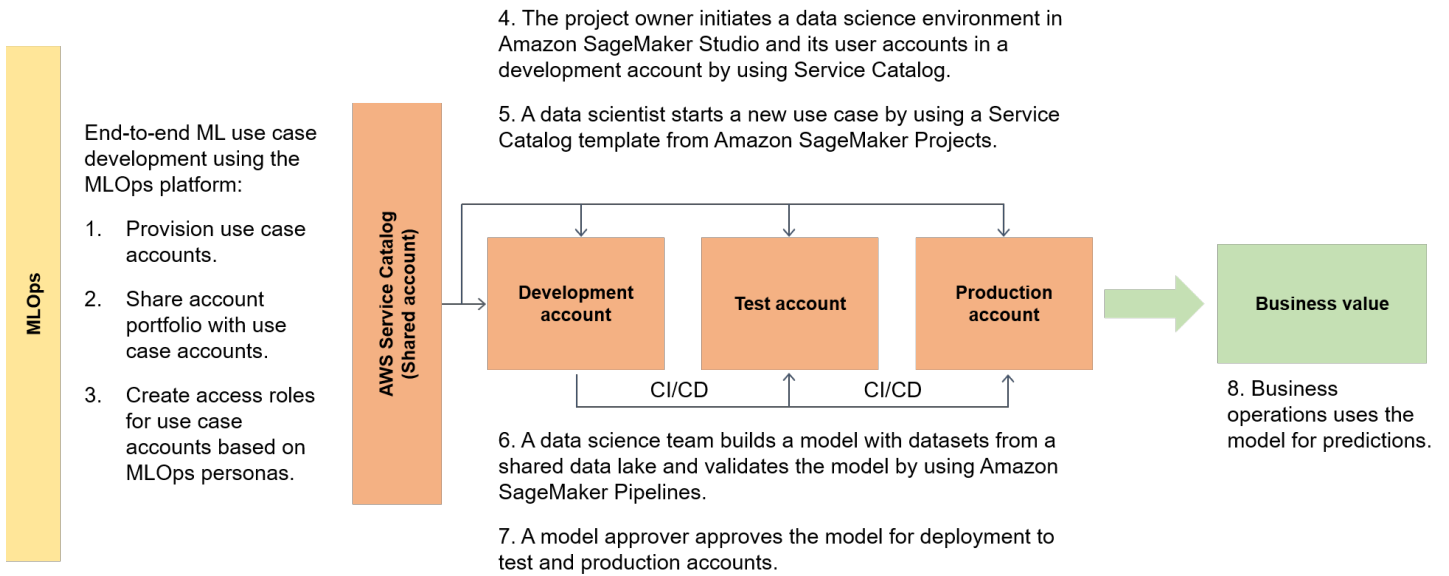 MLOps
End-to-end ML use case
development using the
MLOps platform:
1. Provision use case
accounts.
2. Share account
portfolio with use
case accounts.
3. Create access roles
for use case
accounts based on
MLOps personas.
AWS Service Catalog
(Shared account)
4. The project owner initiates a data science environment in
Amazon SageMaker Studio and its user accounts in a
development account by using Service Catalog.
5. A data scientist starts a new use case by using a Service
Catalog template from Amazon SageMaker Projects.
Development
account
Test account
Production
account
CI/CD
CI/CD
6. A data science team builds a model with datasets from a
shared data lake and validates the model by using Amazon
SageMaker Pipelines.
7. A model approver approves the model for deployment to
test and production accounts.
Business value
8. Business
operations uses the
model for predictions.